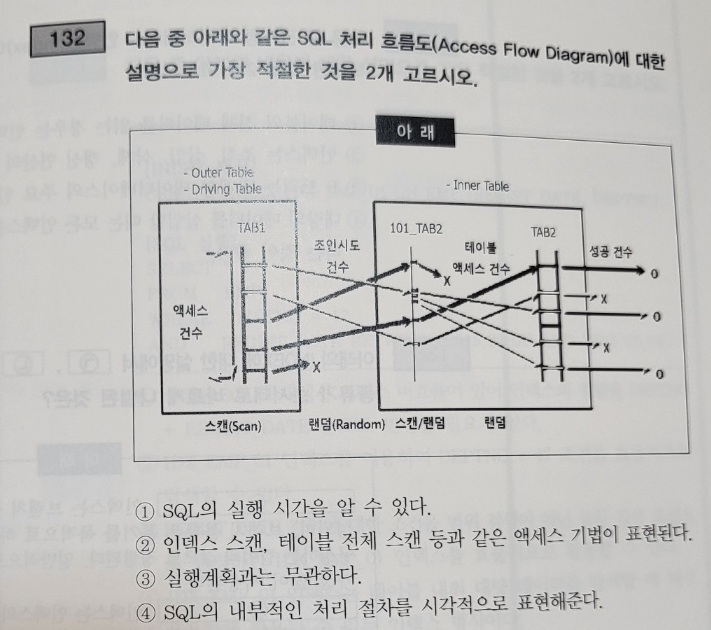 132
다음 중 아래와 같은 SQL 처리 흐름도(Access Flow Diagram)에 대한
설명으로 가장 적절한 것을 2개 고르시오.
아 래
- Outer Table
- Driving Table
- Inner Table
TAB1
조인시도
건수
101_TAB2
테이블
액세스 건수
TAB2
성공 건수
액세스
건수
X
X
O
X
O
X
O
스캔(Scan) 랜덤(Random) 스캔/랜덤 랜덤
① SQL의 실행 시간을 알 수 있다.
② 인덱스 스캔, 테이블 전체 스캔 등과 같은 액세스 기법이 표현된다.
③ 실행계획과는 무관하다.
④ SQL의 내부적인 처리 절차를 시각적으로 표현해준다.